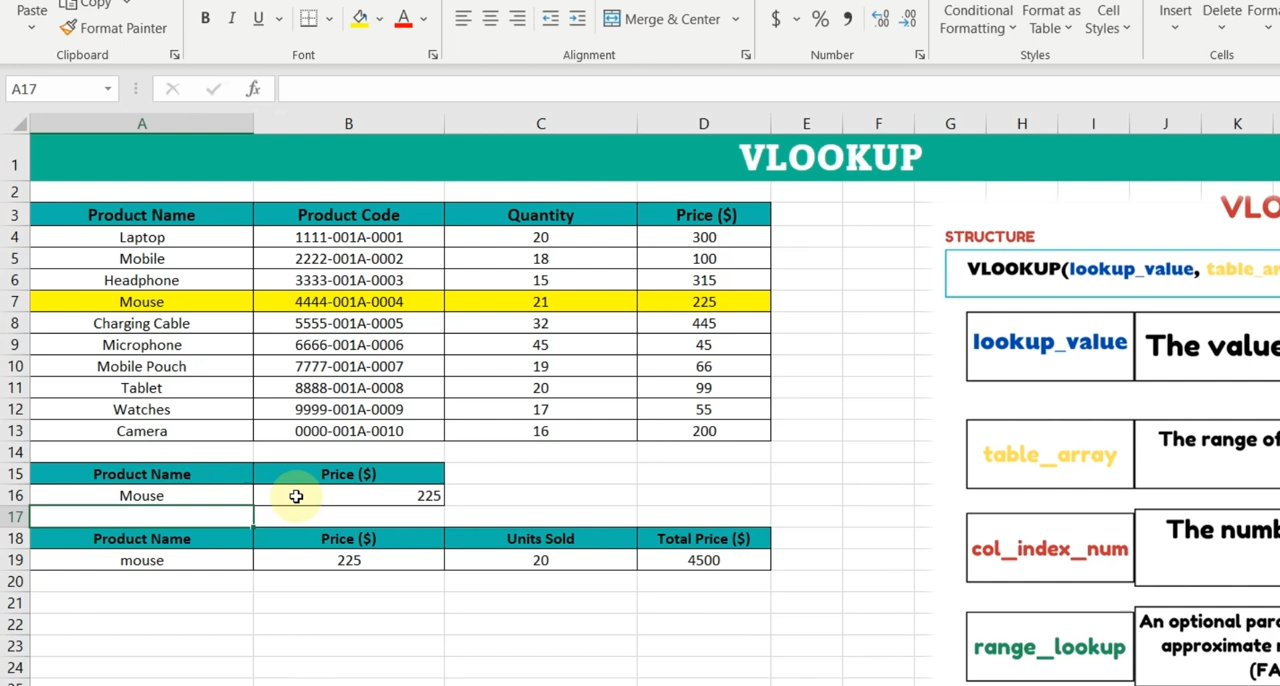 Paste
Copy
Format Painter
B I U A
Merge & Center
$ % ,
Conditional Formatting
Format as Table
Cell Styles
Insert
Delete
Clipboard Font Alignment Number Styles Cells
A17 fx
A B C D E F G H I J K
1 VLOOKUP
2
3 Product Name Product Code Quantity Price ($)
4 Laptop 1111-001A-0001 20 300
5 Mobile 2222-001A-0002 18 100
6 Headphone 3333-001A-0003 15 315
7 Mouse 4444-001A-0004 21 225
8 Charging Cable 5555-001A-0005 32 445
9 Microphone 6666-001A-0006 45 45
10 Mobile Pouch 7777-001A-0007 19 66
11 Tablet 8888-001A-0008 20 99
12 Watches 9999-001A-0009 17 55
13 Camera 0000-001A-0010 16 200
14
15 Product Name Price ($)
16 Mouse 225
17
18 Product Name Price ($) Units Sold Total Price ($)
19 mouse 225 20 4500
20
21
22
23
24
VLO
STRUCTURE
VLOOKUP(lookup_value, table_ar
lookup_value The value
table_array The range of
col_index_num The numb
range_lookup An optional para
approximate
(FA